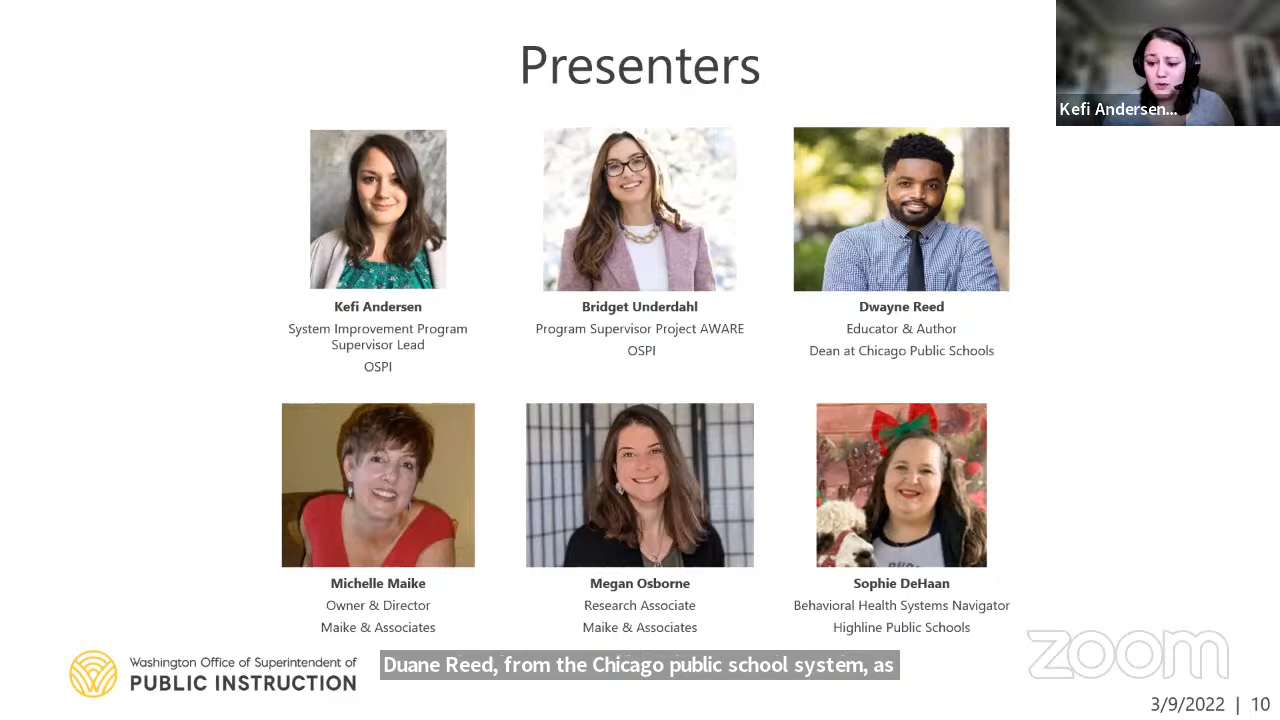 Presenters
Kefi Andersen...
Kefi Andersen
System Improvement Program
Supervisor Lead
OSPI
Bridget Underdahl
Program Supervisor Project AWARE
OSPI
Dwayne Reed
Educator & Author
Dean at Chicago Public Schools
Michelle Maike
Owner & Director
Maike & Associates
Megan Osborne
Research Associate
Maike & Associates
Sophie DeHaan
Behavioral Health Systems Navigator
Highline Public Schools
Washington Office of Superintendent of
PUBLIC INSTRUCTION
Duane Reed, from the Chicago public school system, as
zoom
3/9/2022 | 10